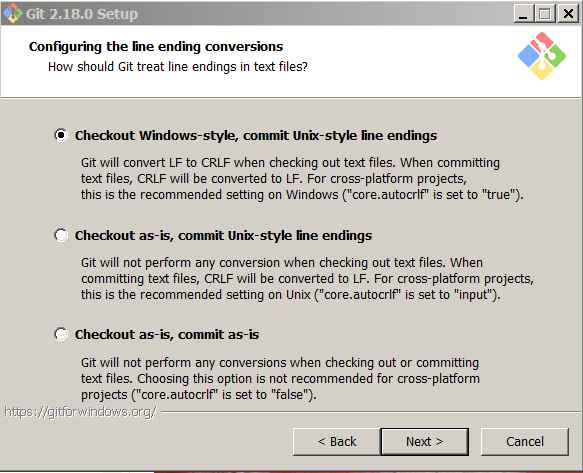 Git 2.18.0 Setup
Configuring the line ending conversions
How should Git treat line endings in text files?
Checkout Windows-style, commit Unix-style line endings
Git will convert LF to CRLF when checking out text files. When committing
text files, CRLF will be converted to LF. For cross-platform projects,
this is the recommended setting on Windows ("core.autocrlf" is set to "true").
Checkout as-is, commit Unix-style line endings
Git will not perform any conversion when checking out text files. When
committing text files, CRLF will be converted to LF. For cross-platform projects,
this is the recommended setting on Unix ("core.autocrlf" is set to "input").
Checkout as-is, commit as-is
Git will not perform any conversions when checking out or committing
text files. Choosing this option is not recommended for cross-platform
projects ("core.autocrlf" is set to "false").
https://gitforwindows.org/
< Back Next > Cancel